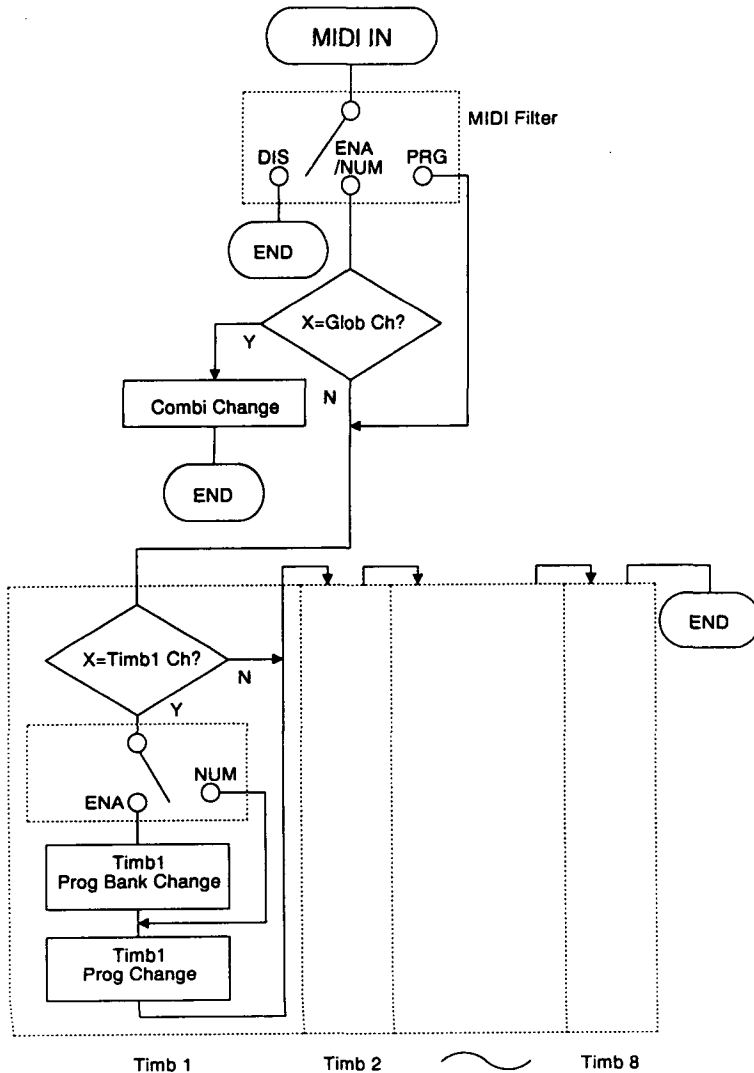 MIDI IN
MIDI Filter
DIS
ENA
/NUM
PRG
END
X=Glob Ch?
Y
N
Combi Change
END
X=Timb1 Ch?
N
Y
END
ENA
NUM
Timb1
Prog Bank Change
Timb1
Prog Change
Timb 1
Timb 2
Timb 8